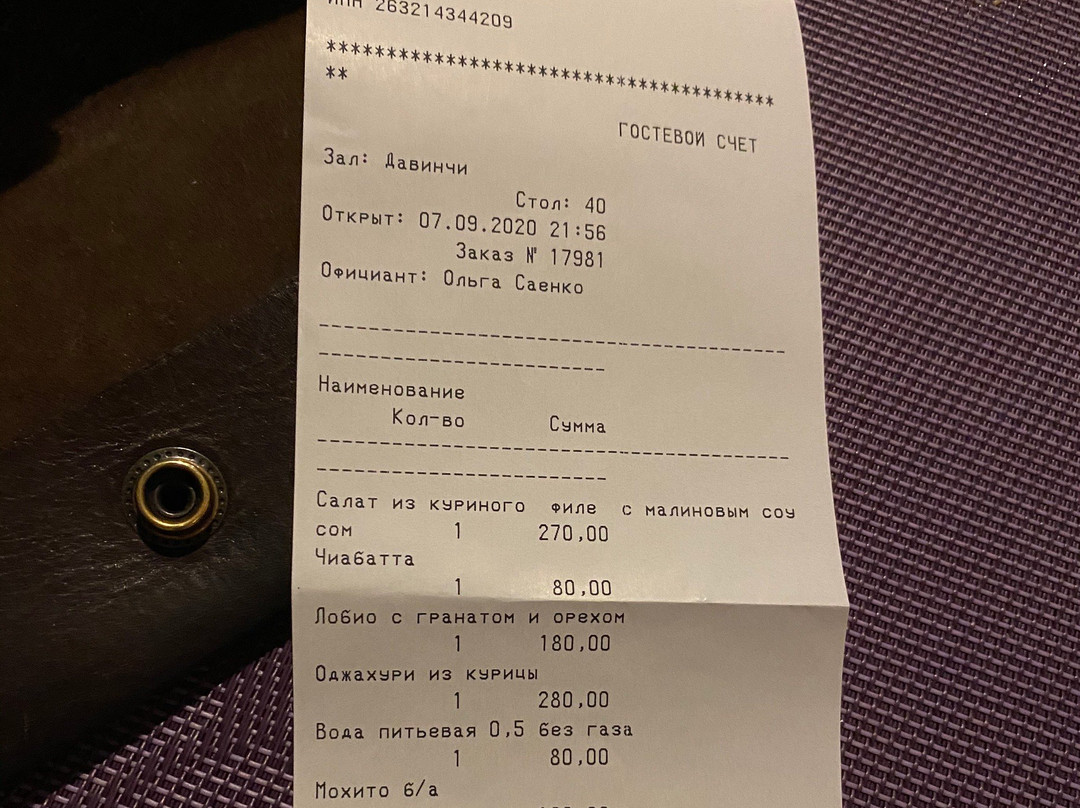 ИНН 263214344209
***************************************
**
ГОСТЕВОЙ СЧЕТ
Зал: Давинчи
Стол: 40
Открыт: 07.09.2020 21:56
Заказ № 17981
Официант: Ольга Саенко
Наименование
Кол-во Сумма
Салат из куриного филе с малиновым соу
сом 1 270,00
Чиабатта
1 80,00
Лобио с гранатом и орехом
1 180,00
Оджахури из курицы
1 280,00
Вода питьевая 0,5 без газа
1 80,00
Мохито б/а